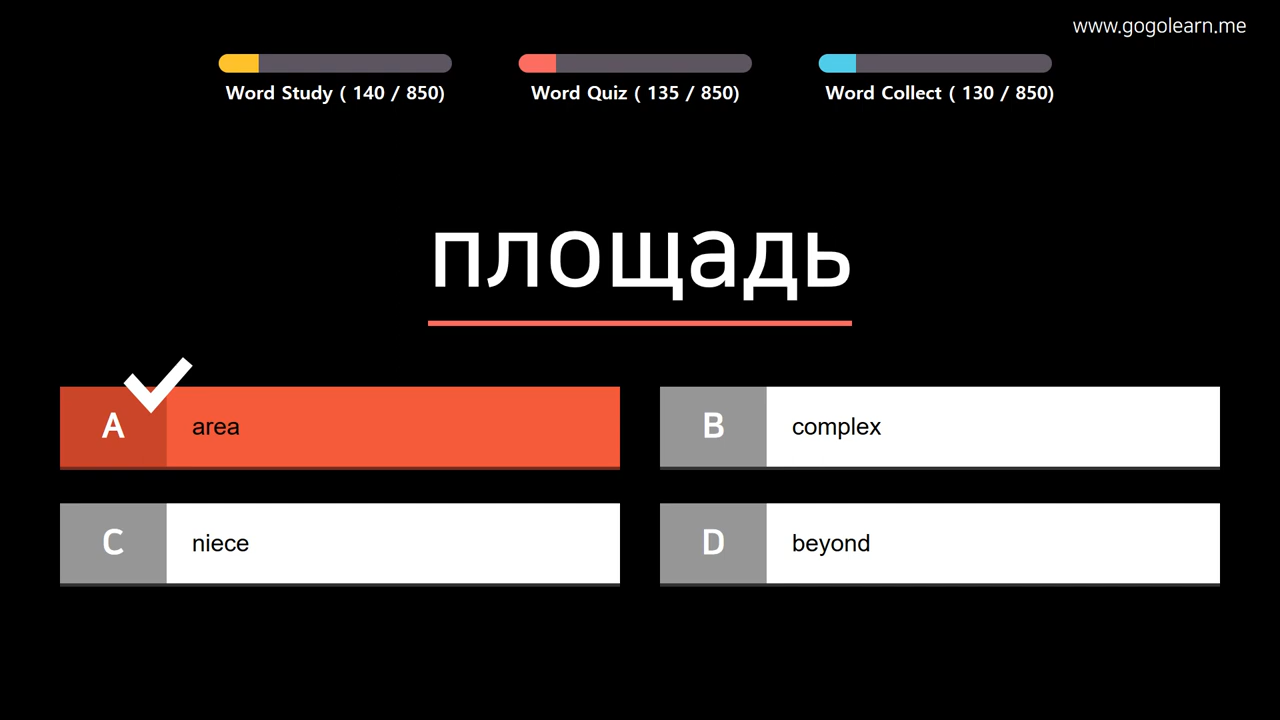 www.gogolearn.me
Word Study ( 140 / 850)
Word Quiz ( 135 / 850)
Word Collect ( 130 / 850)
площадь
A area
B complex
C niece
D beyond